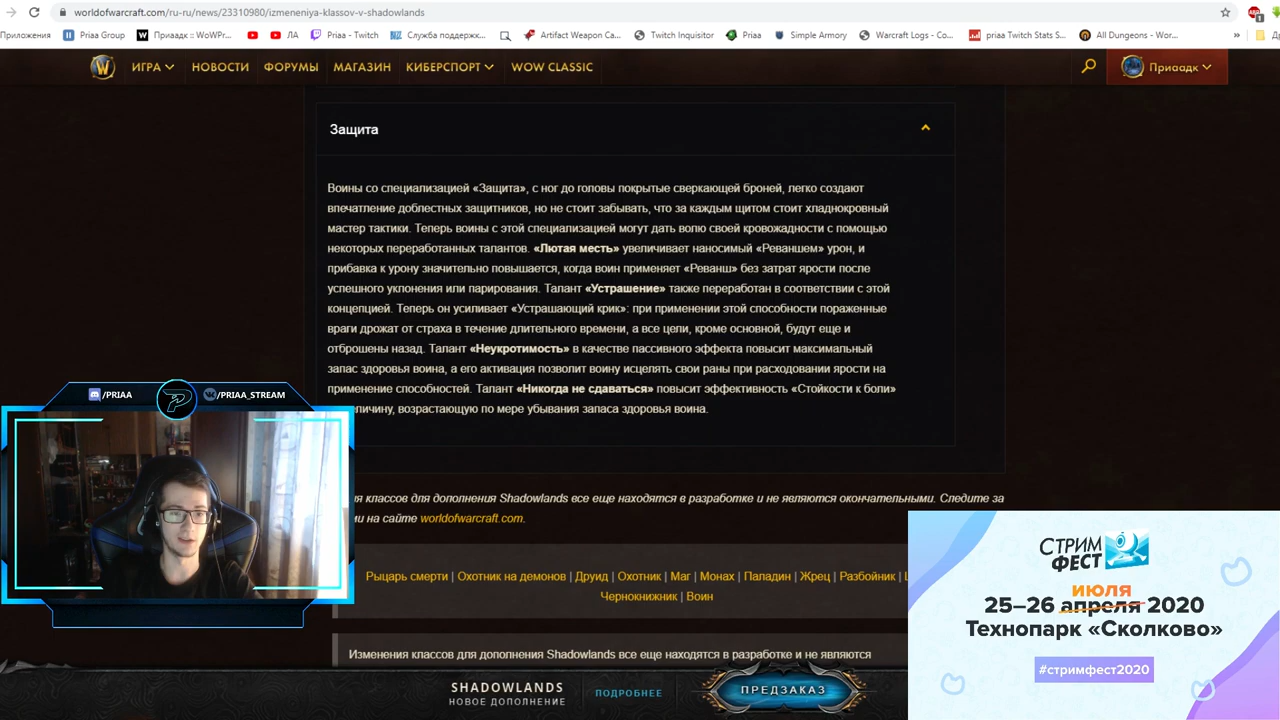 worldofwarcraft.com/ru-ru/news/23310980/izmeneniya-klassov-v-shadowlands
Приложения
Priaa Group
Приаадк :: WoWPr...
ЛА
Priaa - Twitch
Служба поддержк...
Artifact Weapon Ca...
Twitch Inquisitor
Priaa
Simple Armory
Warcraft Logs - Co...
priaa Twitch Stats S...
All Dungeons - Wor...
»
ИГРА
НОВОСТИ
ФОРУМЫ
МАГАЗИН
КИБЕРСПОРТ
WOW CLASSIC
Приаадк
Защита
Воины со специализацией «Защита», с ног до головы покрытые сверкающей броней, легко создают
впечатление доблестных защитников, но не стоит забывать, что за каждым щитом стоит хладнокровный
мастер тактики. Теперь воины с этой специализацией могут дать волю своей кровожадности с помощью
некоторых переработанных талантов. «Лютая месть» увеличивает наносимый «Реваншем» урон, и
прибавка к урону значительно повышается, когда воин применяет «Реванш» без затрат ярости после
успешного уклонения или парирования. Талант «Устрашение» также переработан в соответствии с этой
концепцией. Теперь он усиливает «Устрашающий крик»: при применении этой способности пораженные
враги дрожат от страха в течение длительного времени, а все цели, кроме основной, будут еще и
отброшены назад. Талант «Неукротимость» в качестве пассивного эффекта повысит максимальный
запас здоровья воина, а его активация позволит воину исцелять свои раны при расходовании ярости на
применение способностей. Талант «Никогда не сдаваться» повысит эффективность «Стойкости к боли»
возрастающую по мере убывания запаса здоровья воина.
классов для дополнения Shadowlands все еще находятся в разработке и не являются окончательными. Следите за
на сайте worldofwarcraft.com.
Рыцарь смерти | Охотник на демонов | Друид | Охотник | Маг | Монах | Паладин | Жрец | Разбойник |
Чернокнижник | Воин
Изменения классов для дополнения Shadowlands все еще находятся в разработке и не являются
SHADOWLANDS
НОВОЕ ДОПОЛНЕНИЕ
ПОДРОБНЕЕ
ПРЕДЗАКАЗ
/PRIAA
/PRIAA_STREAM
СТРИМ
ФЕСТ
ИЮЛЯ
25–26 апреля 2020
Технопарк «Сколково»
#стримфест2020